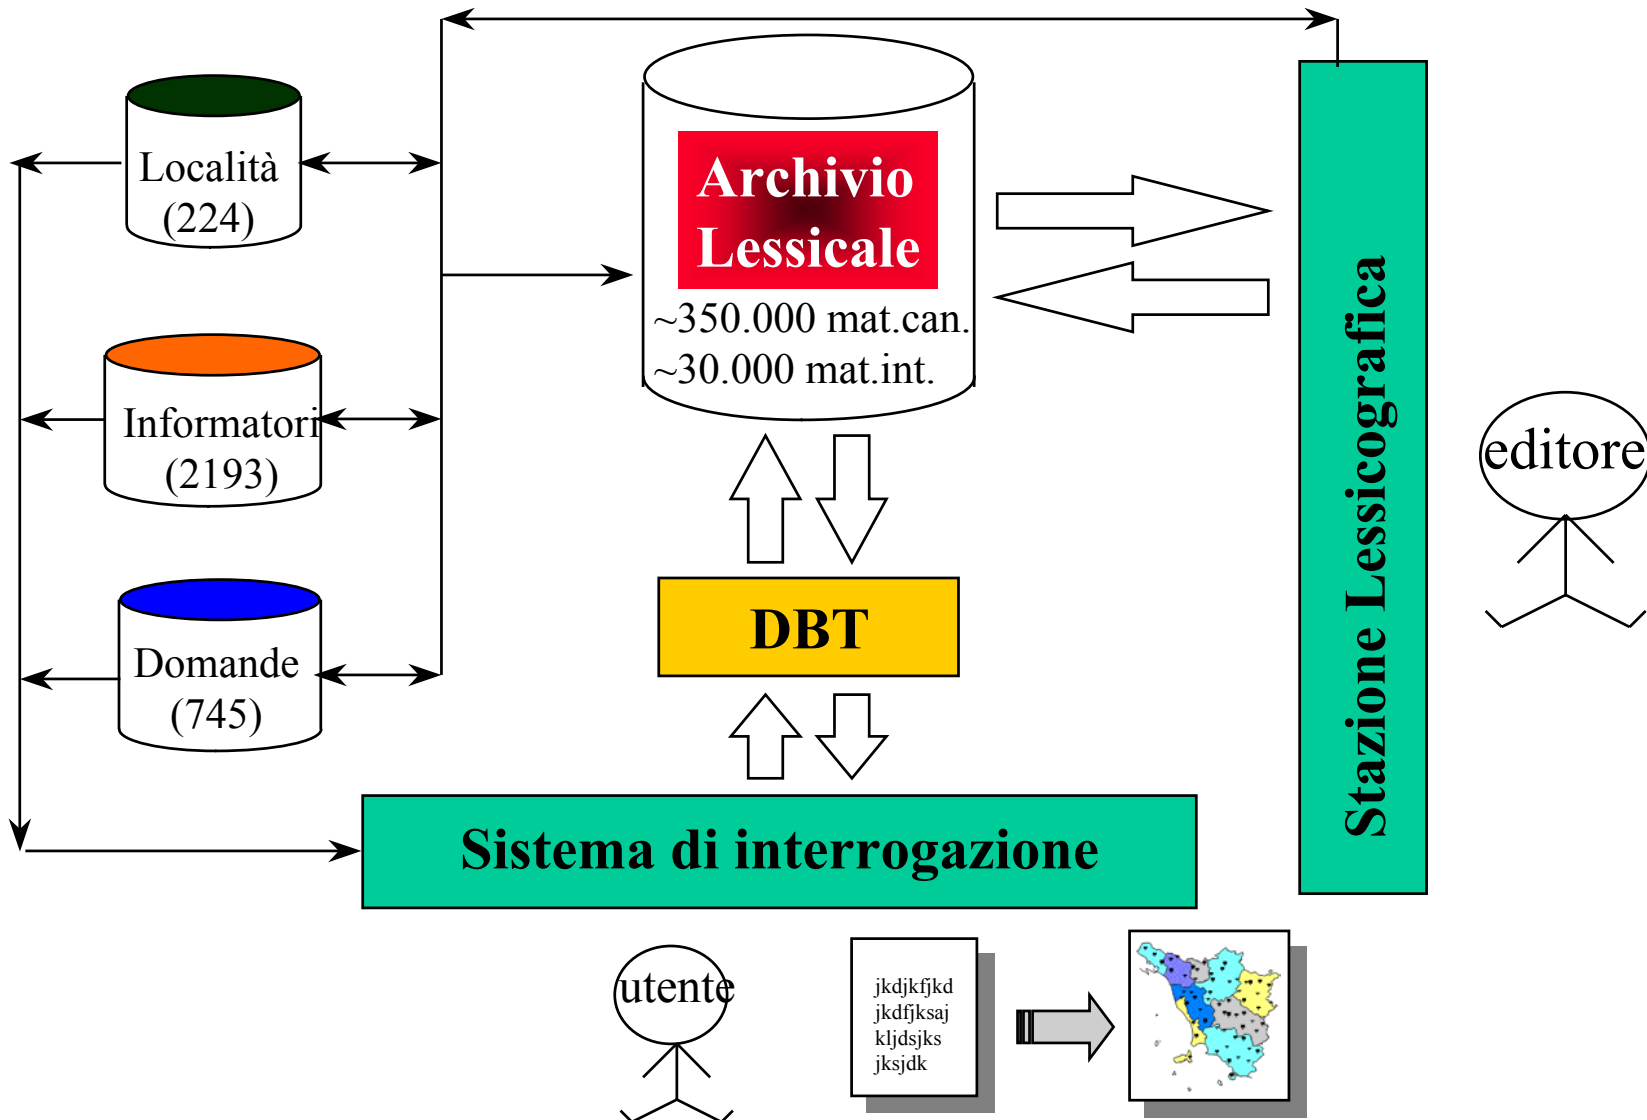 Località
(224)
Informatori
(2193)
Domande
(745)
Archivio
Lessicale
~350.000 mat.can.
~30.000 mat.int.
DBT
Sistema di interrogazione
Stazione Lessicografica
editore
utente
jkdjkfjkd
jkdfjksaj
kljdsjks
jksjdk